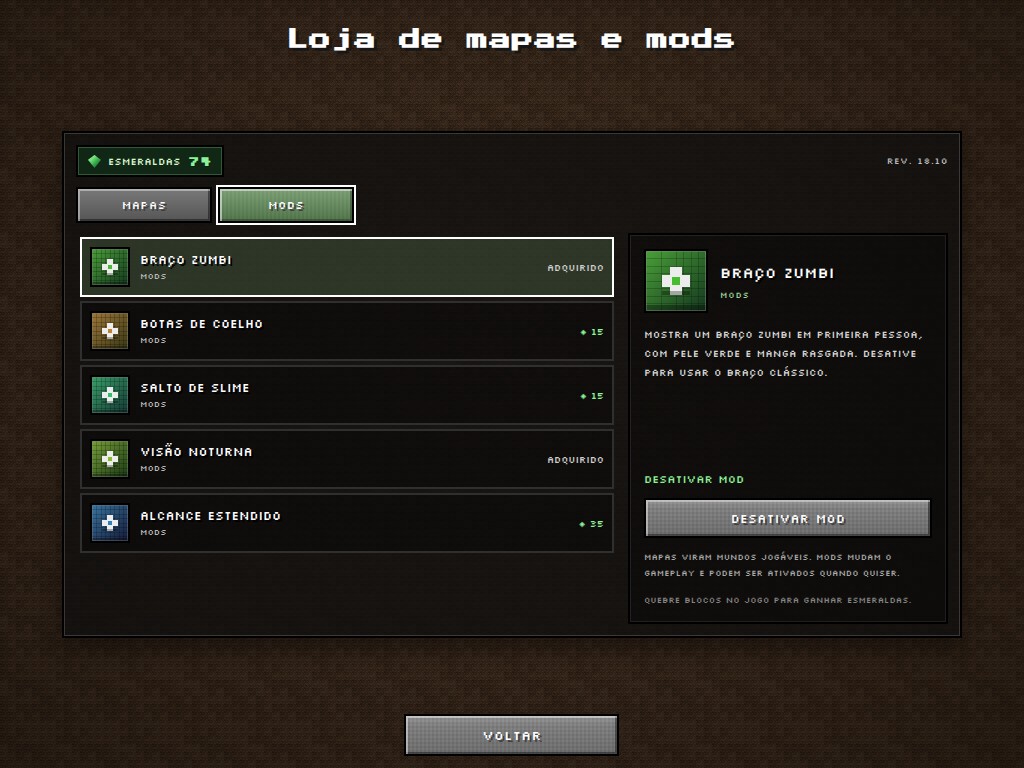 Loja de mapas e mods
ESMERALDAS 74
REV. 18.10
MAPAS
MODS
BRAÇO ZUMBI
MODS
ADQUIRIDO
BOTAS DE COELHO
MODS
15
SALTO DE SLIME
MODS
15
VISÃO NOTURNA
MODS
ADQUIRIDO
ALCANCE ESTENDIDO
MODS
35
BRAÇO ZUMBI
MODS
MOSTRA UM BRAÇO ZUMBI EM PRIMEIRA PESSOA,
COM PELE VERDE E MANGA RASGADA. DESATIVE
PARA USAR O BRAÇO CLÁSSICO.
DESATIVAR MOD
DESATIVAR MOD
MAPAS VIRAM MUNDOS JOGÁVEIS. MODS MUDAM O
GAMEPLAY E PODEM SER ATIVADOS QUANDO QUISER.
QUEBRE BLOCOS NO JOGO PARA GANHAR ESMERALDAS.
VOLTAR